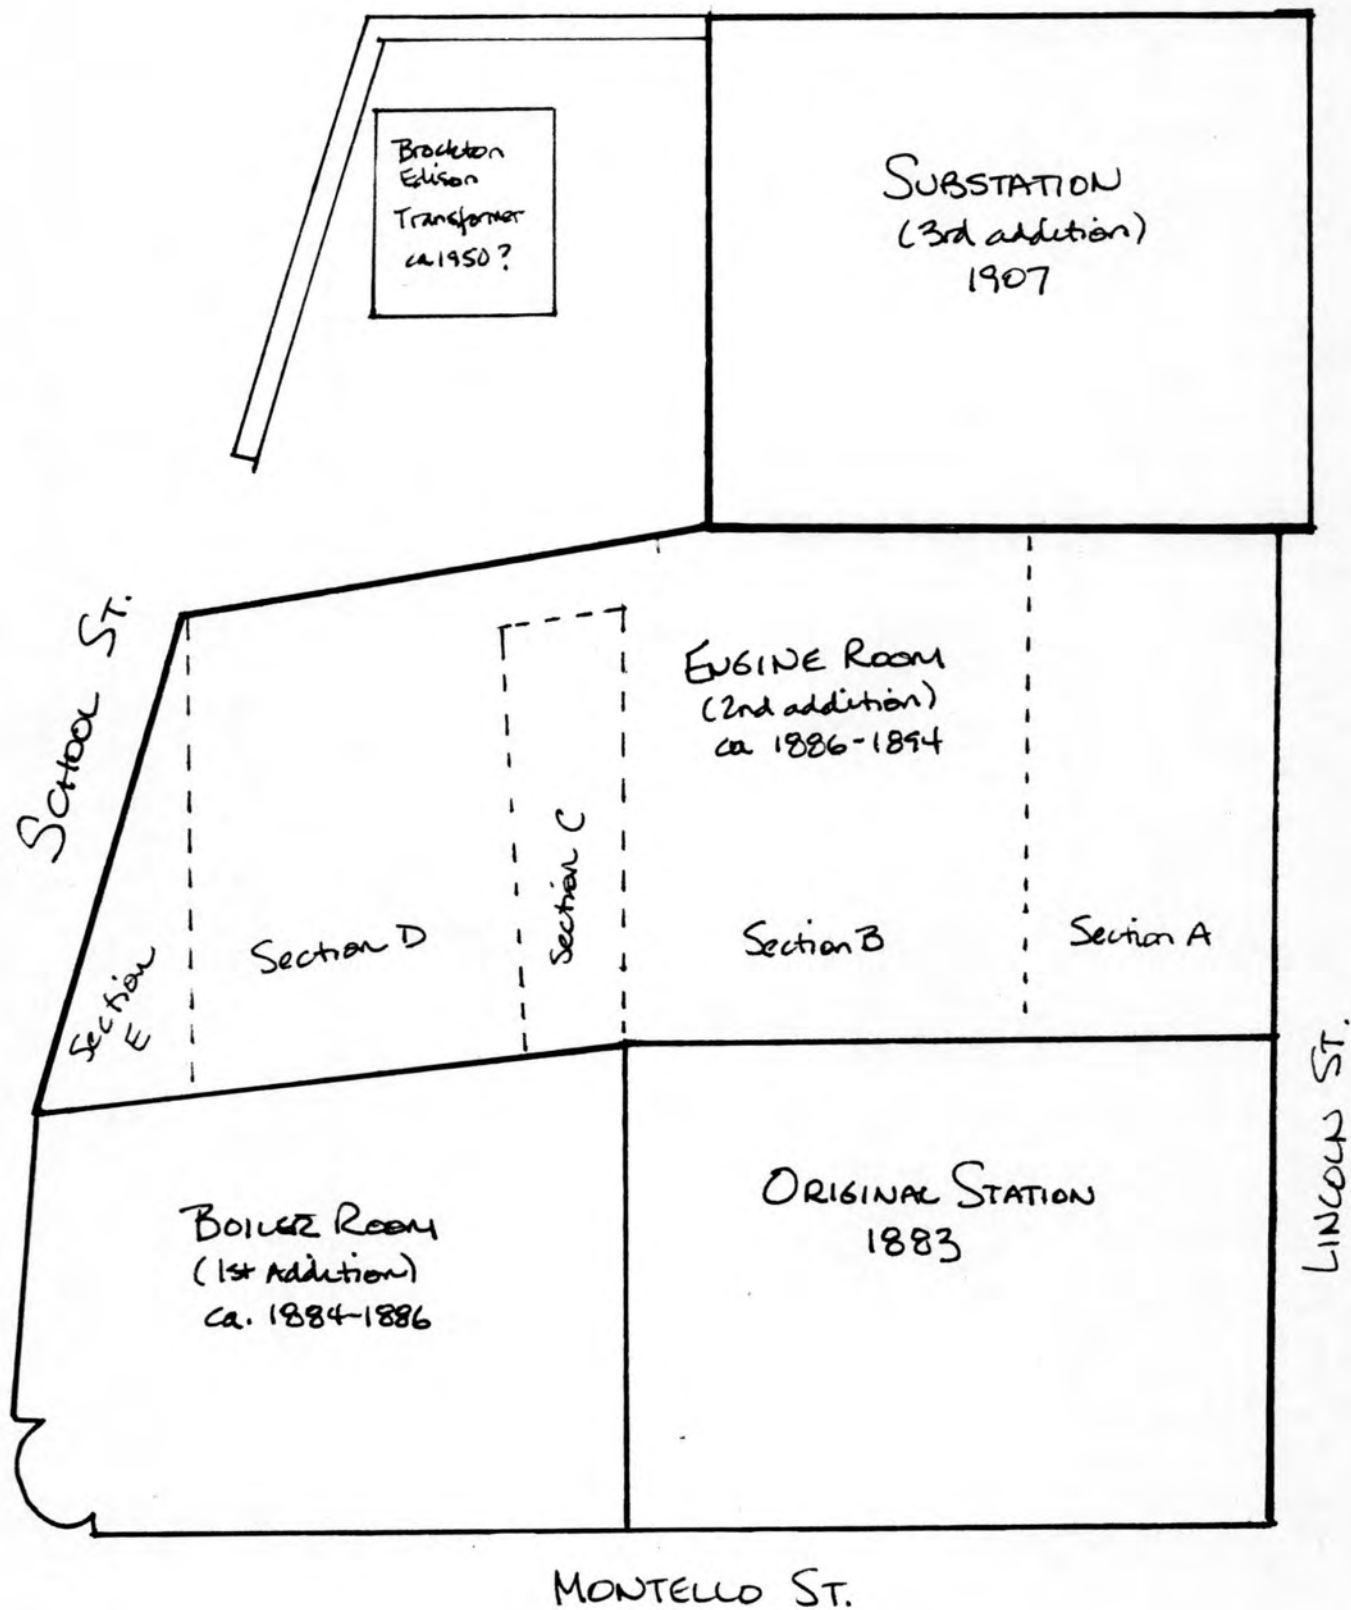 Brockton
Edison
Transformer
ca 1950?
SUBSTATION
(3rd addition)
1907
SCHOOL ST.
ENGINE ROOM
(2nd addition)
ca 1886-1894
Section E
Section D
Section C
Section B
Section A
LINCOLN ST.
BOILER ROOM
(1st Addition)
ca. 1884-1886
ORIGINAL STATION
1883
MONTELLO ST.